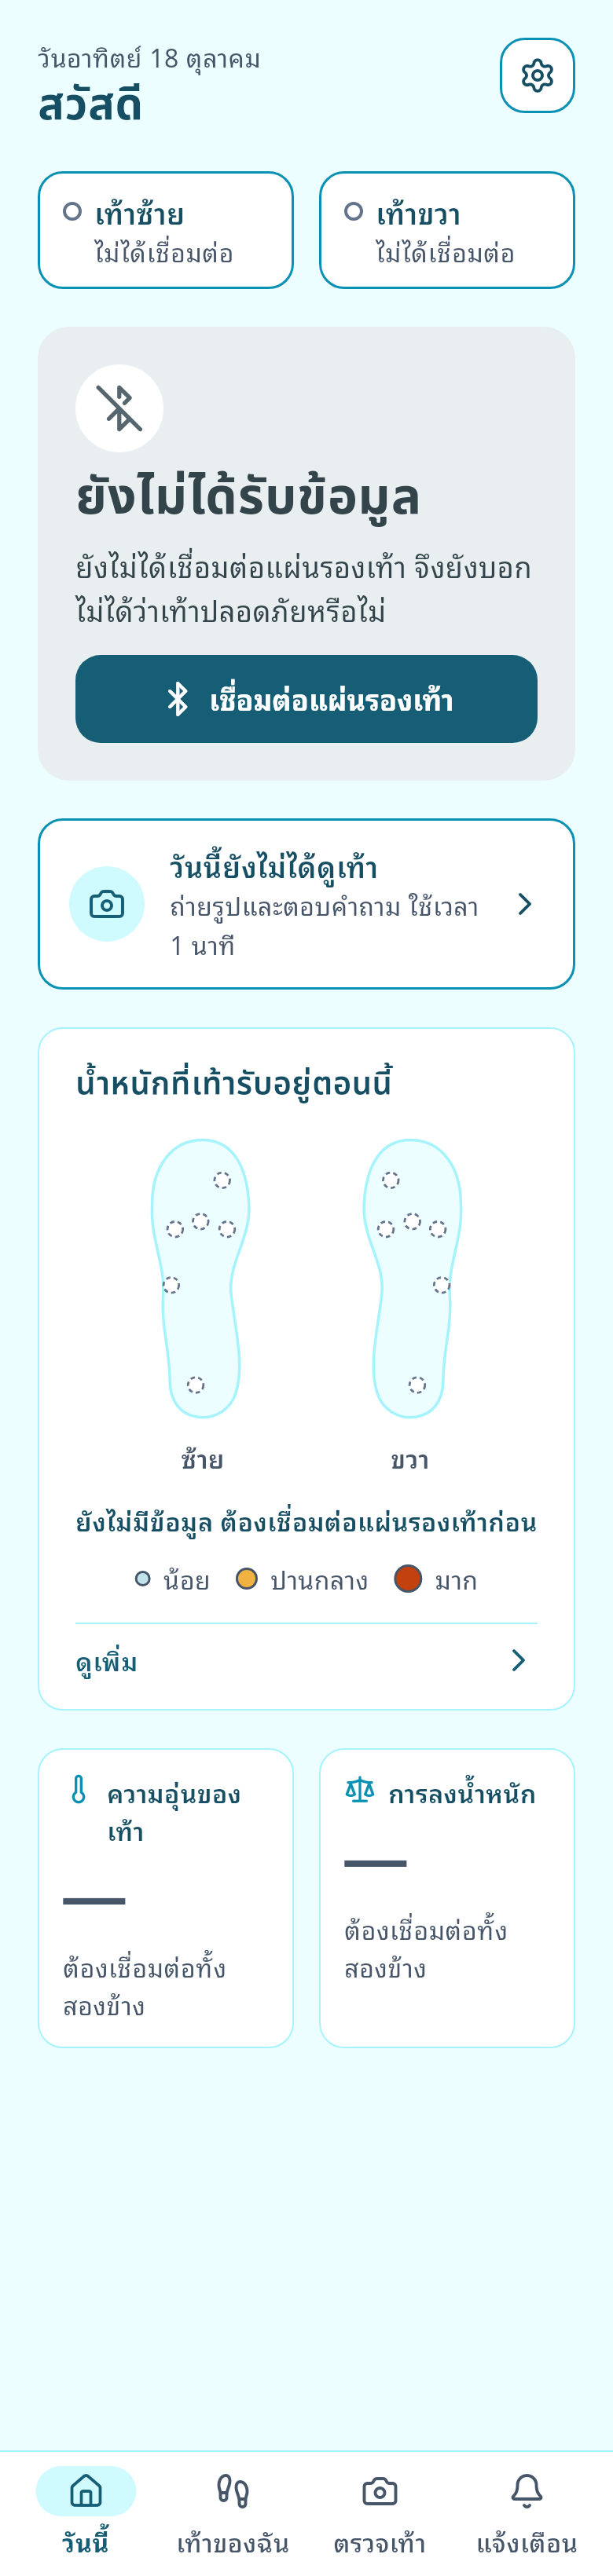 วันอาทิตย์ 18 ตุลาคม
สวัสดี
เท้าซ้าย
ไม่ได้เชื่อมต่อ
เท้าขวา
ไม่ได้เชื่อมต่อ
ยังไม่ได้รับข้อมูล
ยังไม่ได้เชื่อมต่อแผ่นรองเท้า จึงยังบอก
ไม่ได้ว่าเท้าปลอดภัยหรือไม่
เชื่อมต่อแผ่นรองเท้า
วันนี้ยังไม่ได้ดูเท้า
ถ่ายรูปและตอบคำถาม ใช้เวลา
1 นาที
น้ำหนักที่เท้ารับอยู่ตอนนี้
ซ้าย
ขวา
ยังไม่มีข้อมูล ต้องเชื่อมต่อแผ่นรองเท้าก่อน
น้อย
ปานกลาง
มาก
ดูเพิ่ม
ความอุ่นของ
เท้า
—
ต้องเชื่อมต่อทั้ง
สองข้าง
การลงน้ำหนัก
—
ต้องเชื่อมต่อทั้ง
สองข้าง
วันนี้
เท้าของฉัน
ตรวจเท้า
แจ้งเตือน